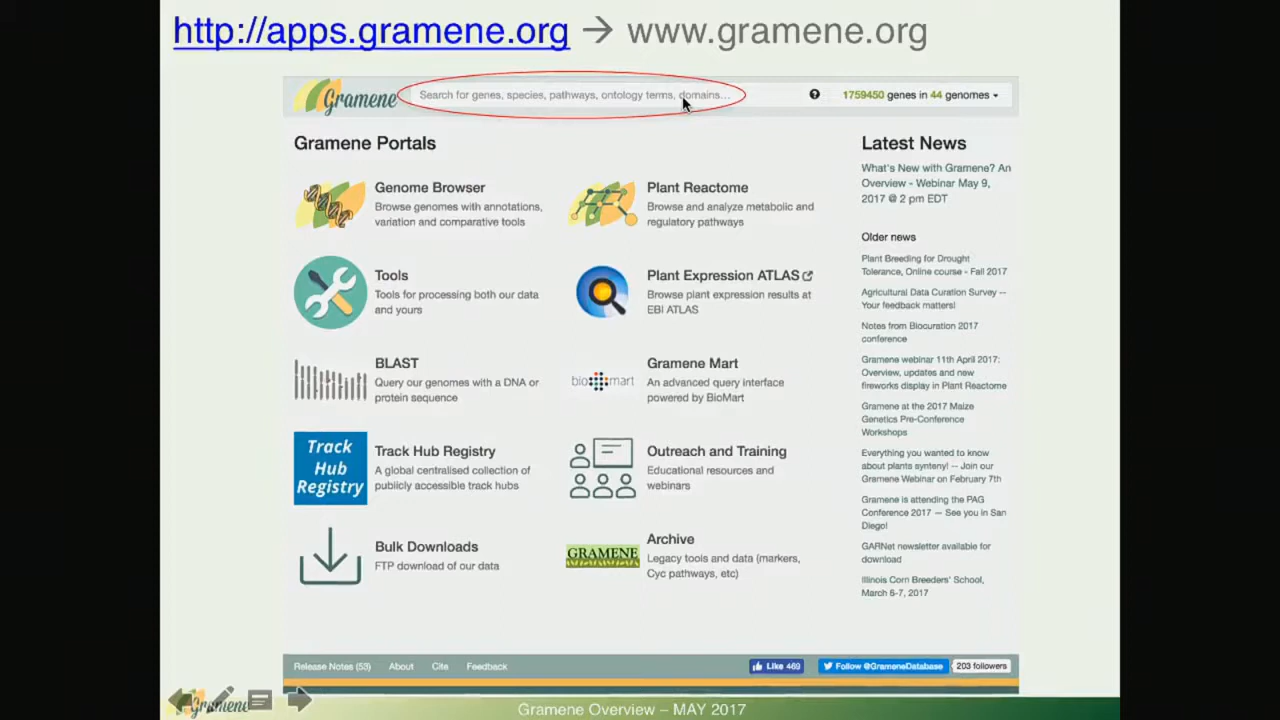 http://apps.gramene.org → www.gramene.org
Gramene
Search for genes, species, pathways, ontology terms, domains...
1759450 genes in 44 genomes
Gramene Portals
Genome Browser
Browse genomes with annotations,
variation and comparative tools
Plant Reactome
Browse and analyze metabolic and
regulatory pathways
Tools
Tools for processing both our data
and yours
Plant Expression ATLAS
Browse plant expression results at
EBI ATLAS
BLAST
Query our genomes with a DNA or
protein sequence
biomart
Gramene Mart
An advanced query interface
powered by BioMart
Track
Hub
Registry
Track Hub Registry
A global centralised collection of
publicly accessible track hubs
Outreach and Training
Educational resources and
webinars
Bulk Downloads
FTP download of our data
GRAMENE
Archive
Legacy tools and data (markers,
Cyc pathways, etc)
Latest News
What's New with Gramene? An
Overview - Webinar May 9,
2017 @ 2 pm EDT
Older news
Plant Breeding for Drought
Tolerance, Online course - Fall 2017
Agricultural Data Curation Survey --
Your feedback matters!
Notes from Biocuration 2017
conference
Gramene webinar 11th April 2017:
Overview, updates and new
fireworks display in Plant Reactome
Gramene at the 2017 Maize
Genetics Pre-Conference
Workshops
Everything you wanted to know
about plants synteny! -- Join our
Gramene Webinar on February 7th
Gramene is attending the PAG
Conference 2017 — See you in San
Diego!
GARNet newsletter available for
download
Illinois Corn Breeders' School,
March 6-7, 2017
Release Notes (53) About Cite Feedback
Like 469
Follow @GrameneDatabase
203 followers
Gramene
Gramene Overview – MAY 2017